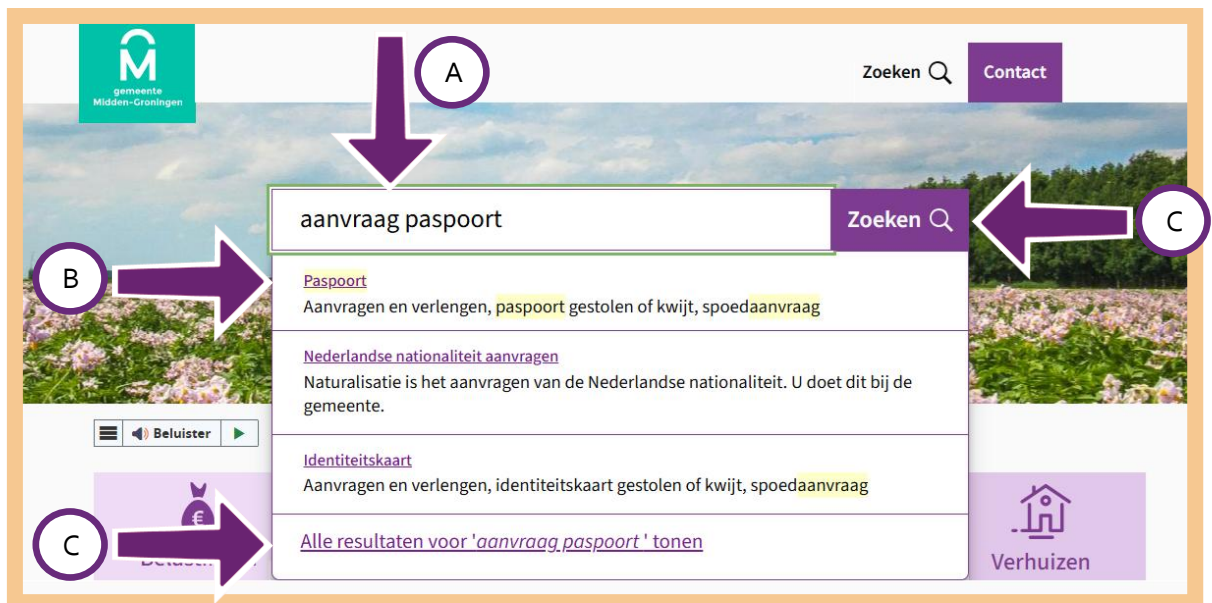 gemeente
Midden-Groningen
A
Zoeken
Contact
aanvraag paspoort
Zoeken
C
B
Paspoort
Aanvragen en verlengen, paspoort gestolen of kwijt, spoedaanvraag
Nederlandse nationaliteit aanvragen
Naturalisatie is het aanvragen van de Nederlandse nationaliteit. U doet dit bij de
gemeente.
Beluister
Identiteitskaart
Aanvragen en verlengen, identiteitskaart gestolen of kwijt, spoedaanvraag
€
C
Alle resultaten voor 'aanvraag paspoort ' tonen
Verhuizen